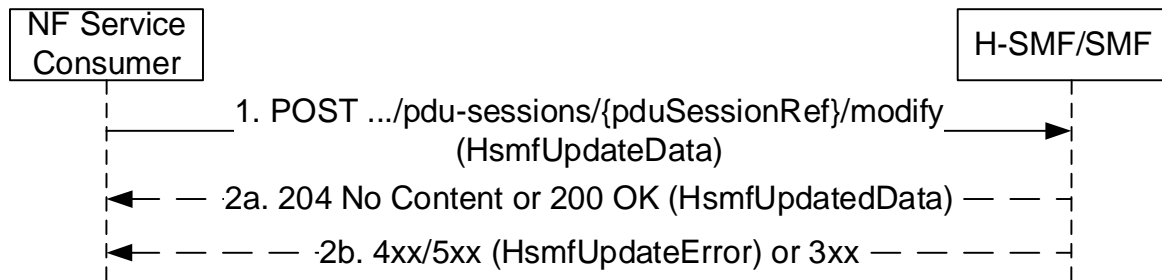 NF Service
Consumer
H-SMF/SMF
1. POST .../pdu-sessions/{pduSessionRef}/modify
(HsmfUpdateData)
2a. 204 No Content or 200 OK (HsmfUpdatedData)
2b. 4xx/5xx (HsmfUpdateError) or 3xx